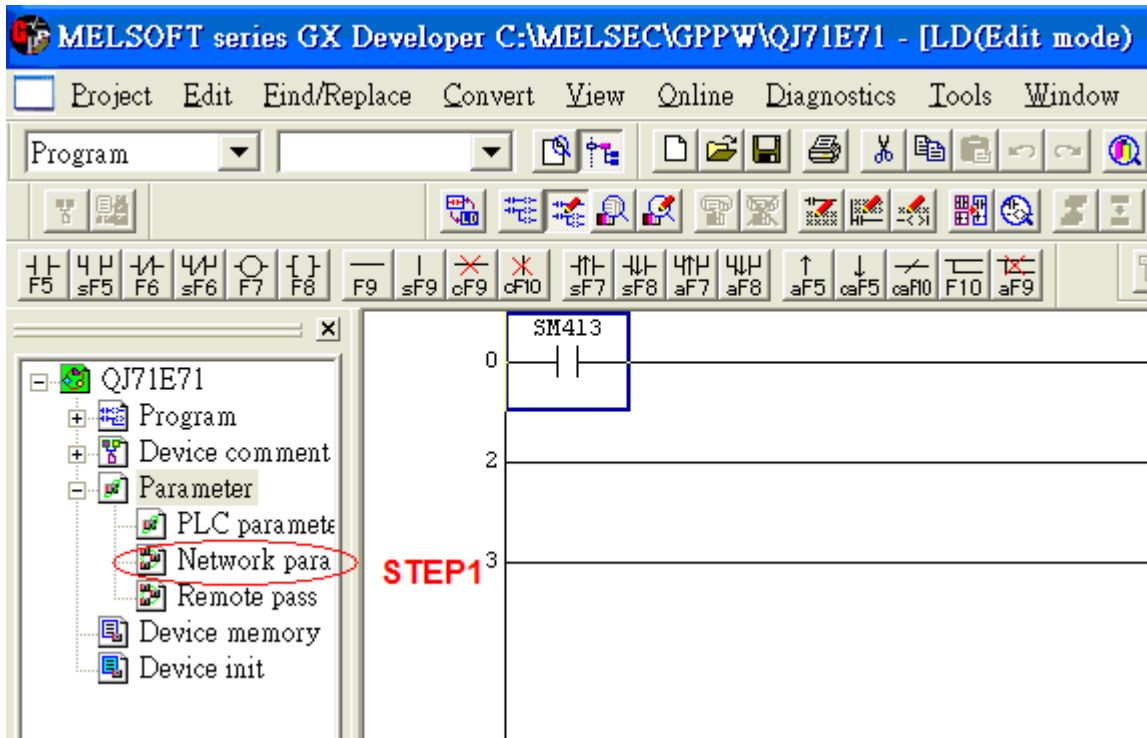 MELSOFT series GX Developer C:\MELSEC\GPPW\QJ71E71 - [LD(Edit mode)
Project Edit Find/Replace Convert View Online Diagnostics Tools Window
Program
F5 sF5 F6 sF6 F7 F8 F9 sF9 cF9 cF10 sF7 sF8 aF7 aF8 aF5 caF5 caF10 F10 aF9
SM413
0
QJ71E71
Program
Device comment
2
Parameter
PLC paramete
Network para
STEP1
3
Remote pass
Device memory
Device init